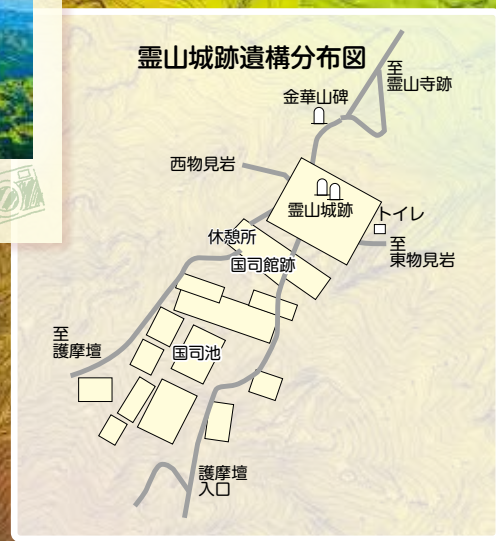 霊山城跡遺構分布図
至
霊山寺跡
金華山碑
西物見岩
霊山城跡
トイレ
休憩所
至
東物見岩
国司館跡
至
護摩壇
国司池
護摩壇
入口